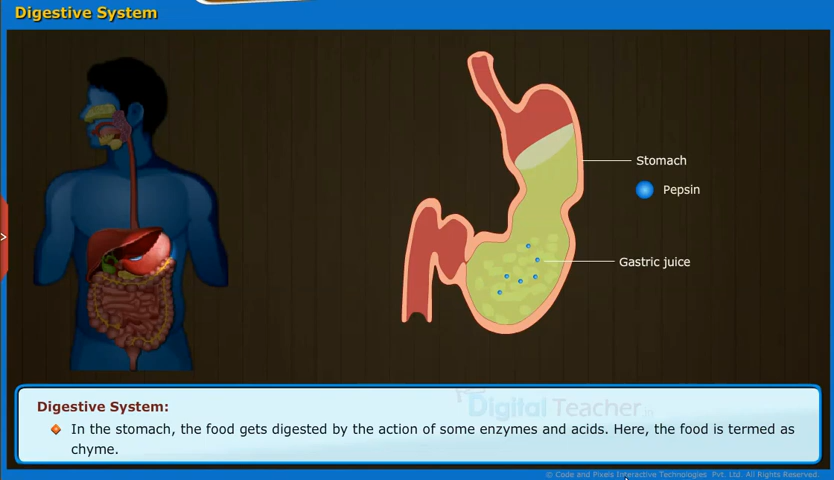 Digestive System
Stomach
Pepsin
Gastric juice
>
Digital Teacher
Digestive System:
In the stomach, the food gets digested by the action of some enzymes and acids. Here, the food is termed as
chyme.
© Code and Pixels Interactive Technologies Pvt. Ltd. All Rights Reserved.